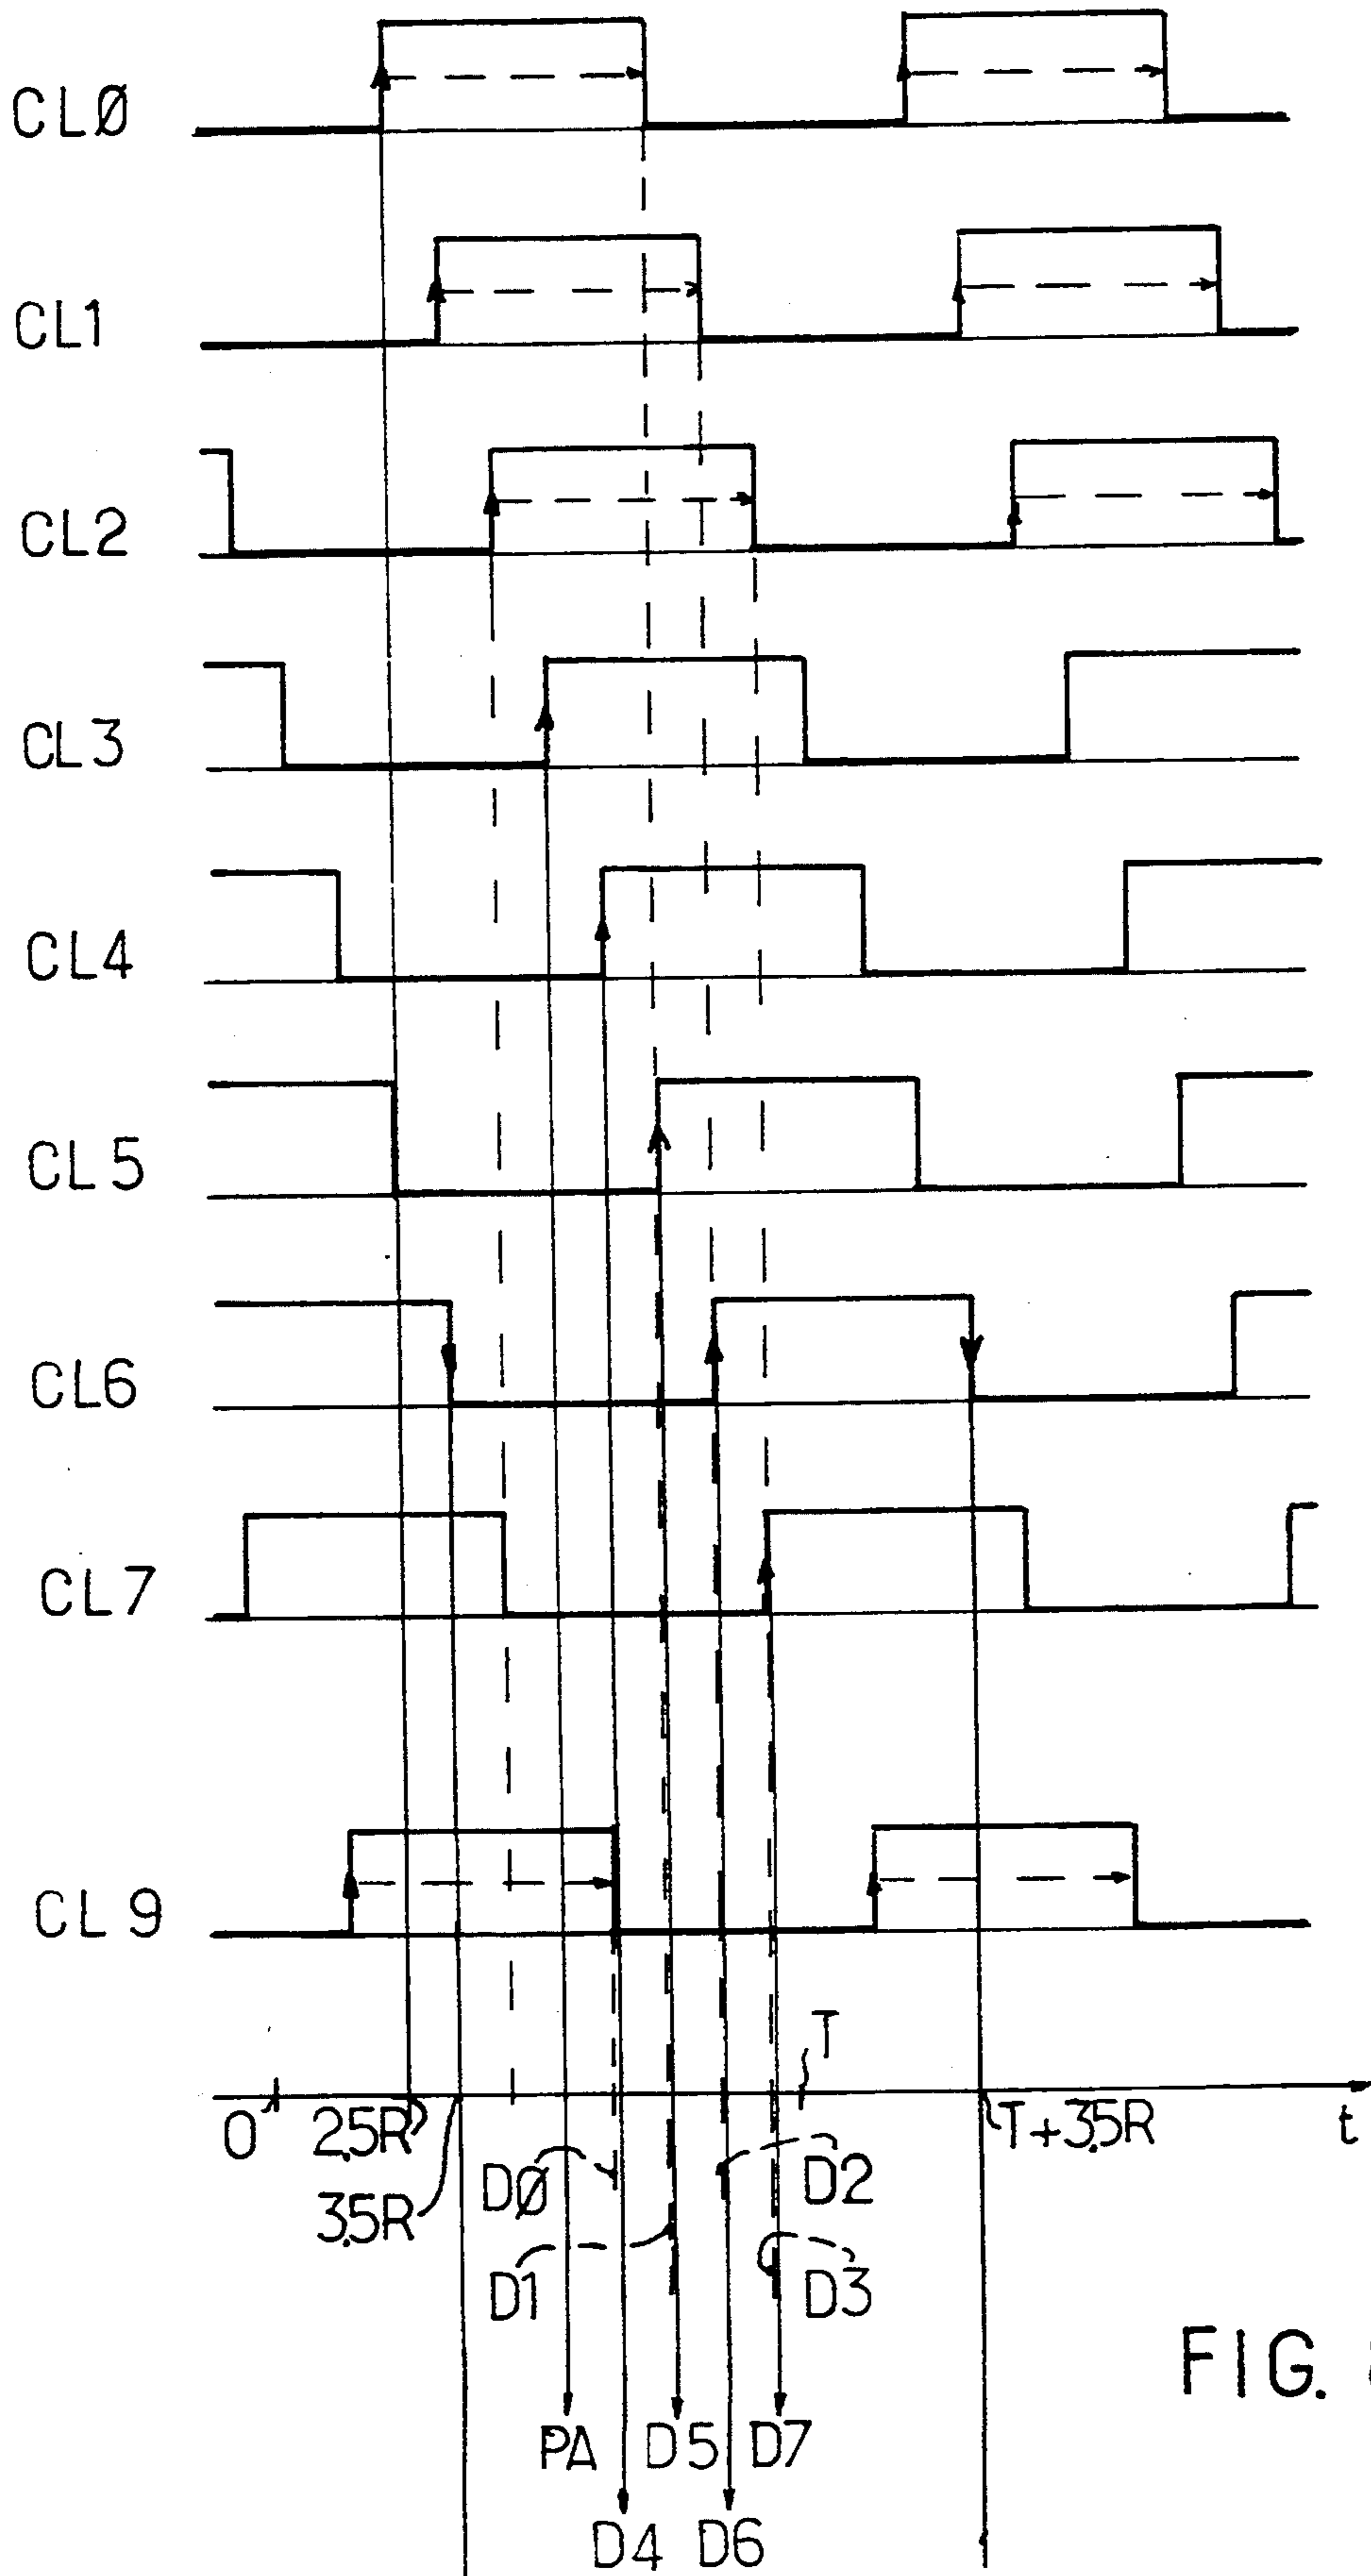 CLØ
CL1
CL2
CL3
CL4
CL5
CL6
CL7
CL9
T
O 2,5R T+3,5R t
3,5R DØ D2
D1 D3
FIG.
PA D5 D7
D4 D6